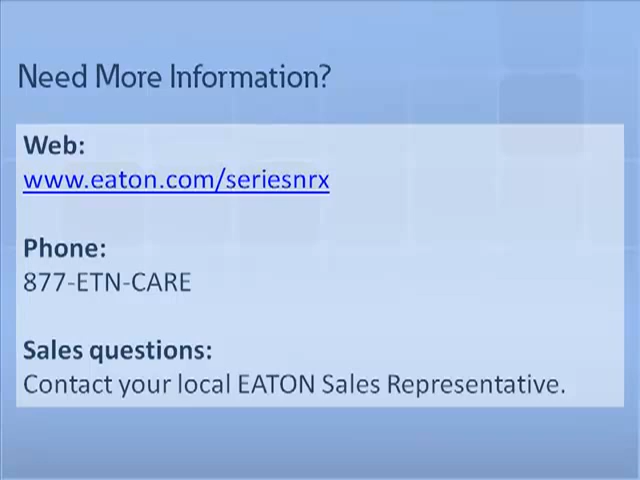 Need More Information?
Web:
www.eaton.com/seriesnrx
Phone:
877-ETN-CARE
Sales questions:
Contact your local EATON Sales Representative.